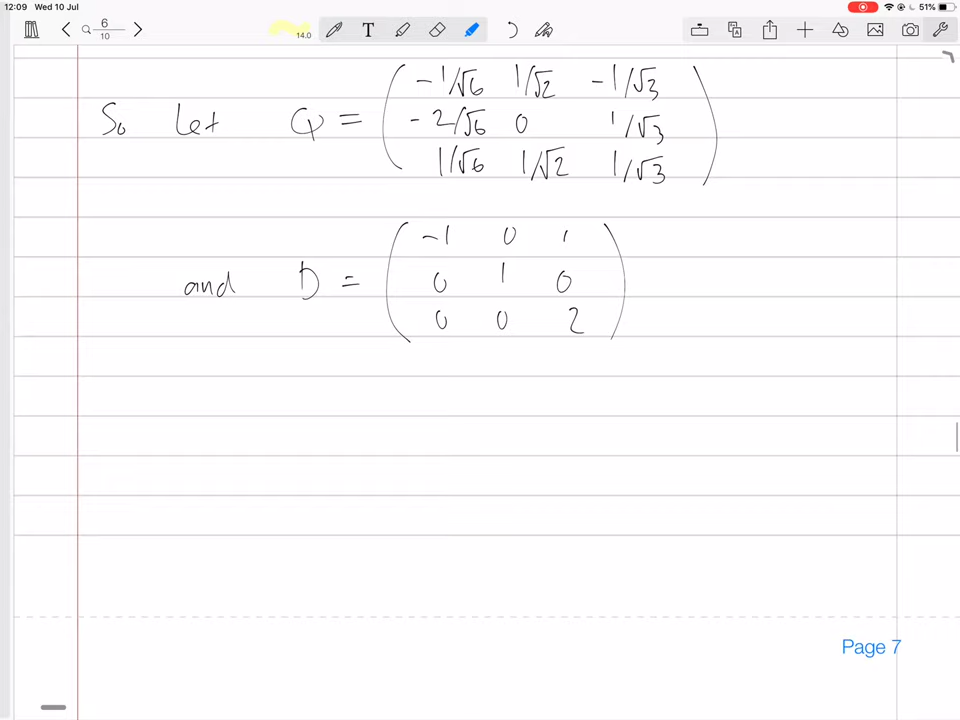 12:09 Wed 10 Jul 51%
6
10
T
14.0
-1/√6 1/√2 -1/√3
So Let Q = -2/√6 0 1/√3
1/√6 1/√2 1/√3
-1 0
and D = 0 1 0
0 0 2
Page 7